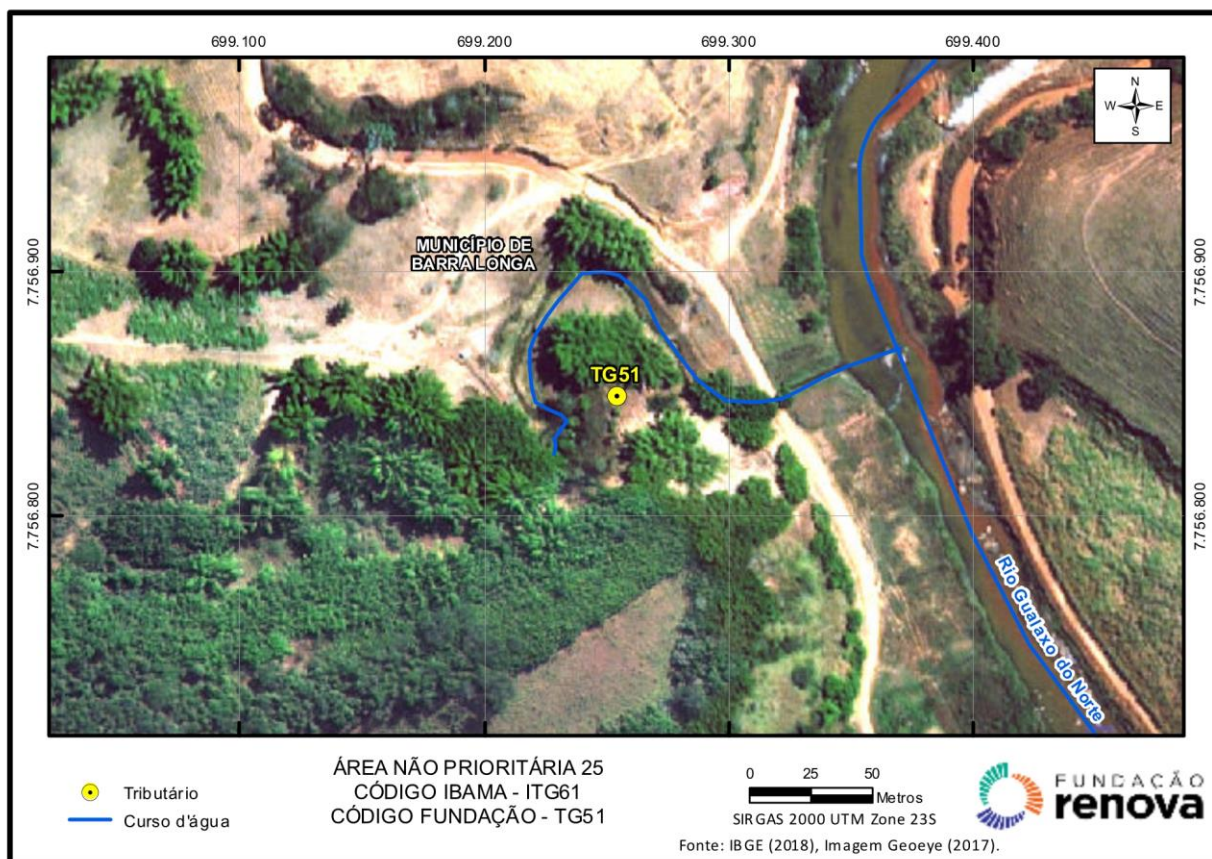 699.100 699.200 699.300 699.400
N
W E
S
7.756.900
7.756.900
MUNICÍPIO DE
BARRA LONGA
TG51
7.756.800
7.756.800
Rio Gualaxo do Norte
Tributário
Curso d'água
ÁREA NÃO PRIORITÁRIA 25
CÓDIGO IBAMA - ITG61
CÓDIGO FUNDAÇÃO - TG51
0 25 50
Metros
SIRGAS 2000 UTM Zone 23S
Fonte: IBGE (2018), Imagem Geoeye (2017).
FUNDAÇÃO
renova